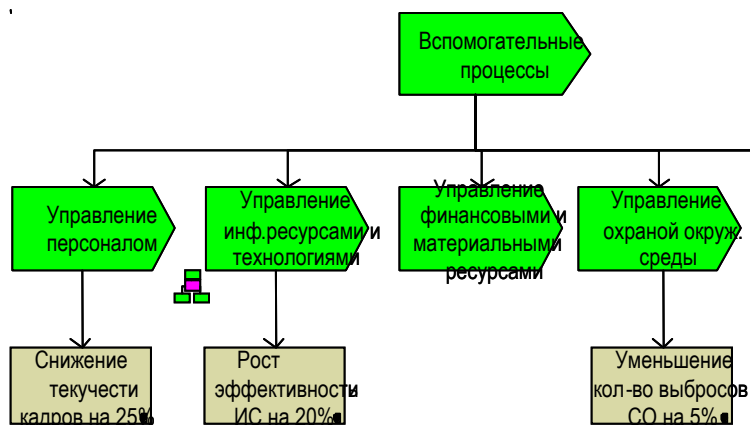 Вспомогательные
процессы
Управление
персоналом
Управление
инф.ресурсами и
технологиями
Управление
финансовыми и
материальными
ресурсами
Управление
охраной окруж.
среды
Снижение
текучести
кадров на 25%
Рост
эффективности
ИС на 20%
Уменьшение
кол-во выбросов
СО на 5%